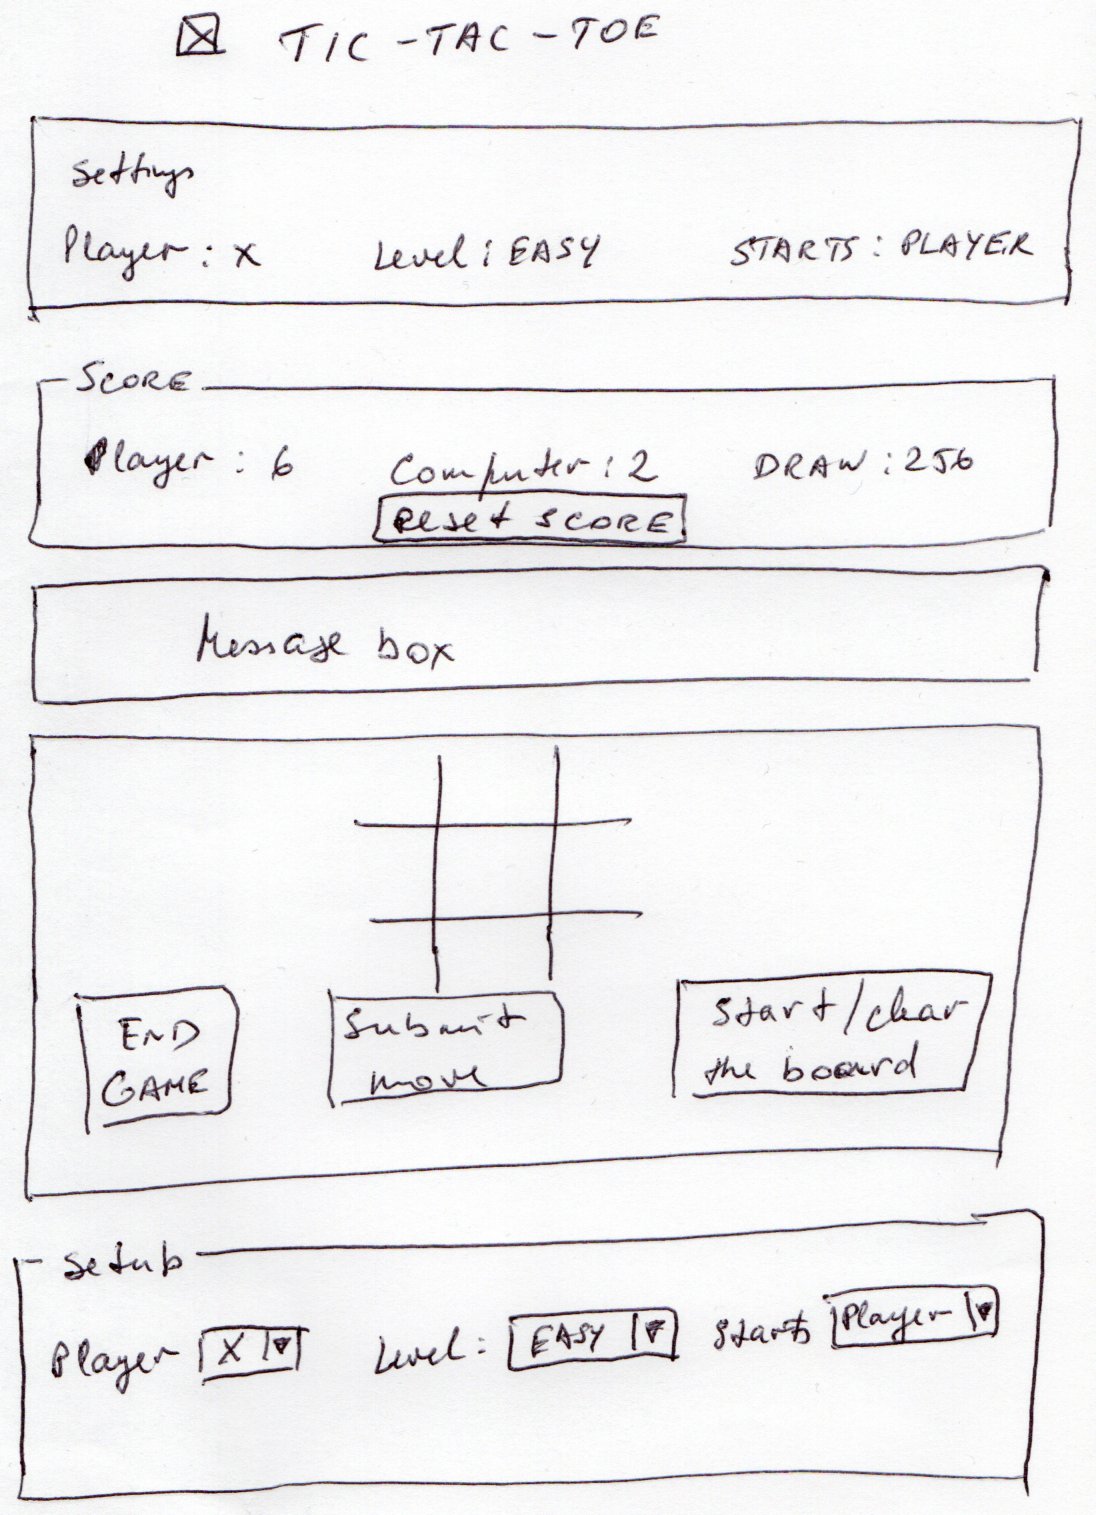 TIC-TAC-TOE
Settings
Player: X Level: EASY STARTS: PLAYER
SCORE
Player: 6 Computer: 2 DRAW: 256
Reset SCORE
Message box
END GAME
Submit move
Start/clear the board
Setub
Player X Level: EASY Starts Player